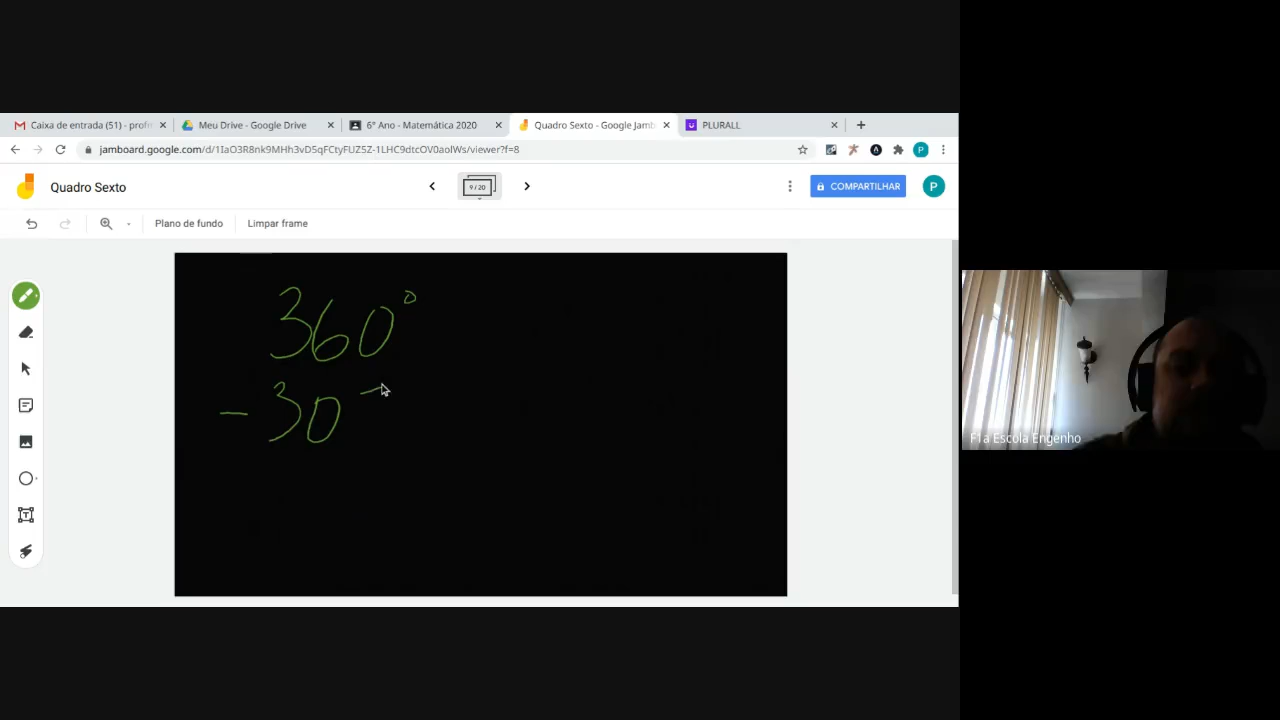 Caixa de entrada (51) - profm
Meu Drive - Google Drive
6° Ano - Matemática 2020
Quadro Sexto - Google Jamb
PLURALL
jamboard.google.com/d/1IaO3R8nk9MHh3vD5qFCtyFUZ5Z-1LHC9dtcOV0aolWs/viewer?f=8
P
Quadro Sexto
9 / 20
COMPARTILHAR
P
Plano de fundo
Limpar frame
360°
- 30
F1a Escola Engenho